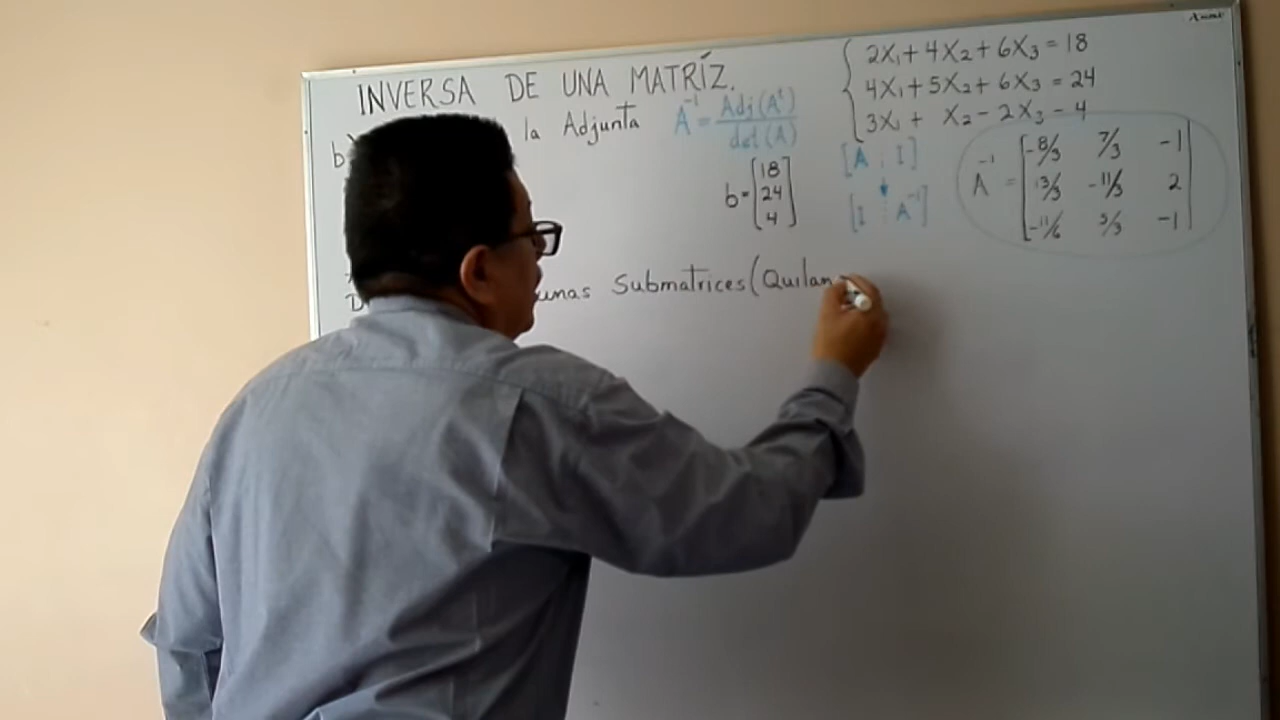 INVERSA DE UNA MATRÍZ.
b) la Adjunta A⁻¹ = Adj(Aᵗ) / det(A)
b = [18
24
4]
2X₁ + 4X₂ + 6X₃ = 18
4X₁ + 5X₂ + 6X₃ = 24
3X₁ + X₂ - 2X₃ - 4
[A ⋮ I]
[I ⋮ A⁻¹]
A⁻¹ = [-8/3 7/3 -1
13/3 -11/3 2
-11/6 5/3 -1]
unas Submatrices (Quilan